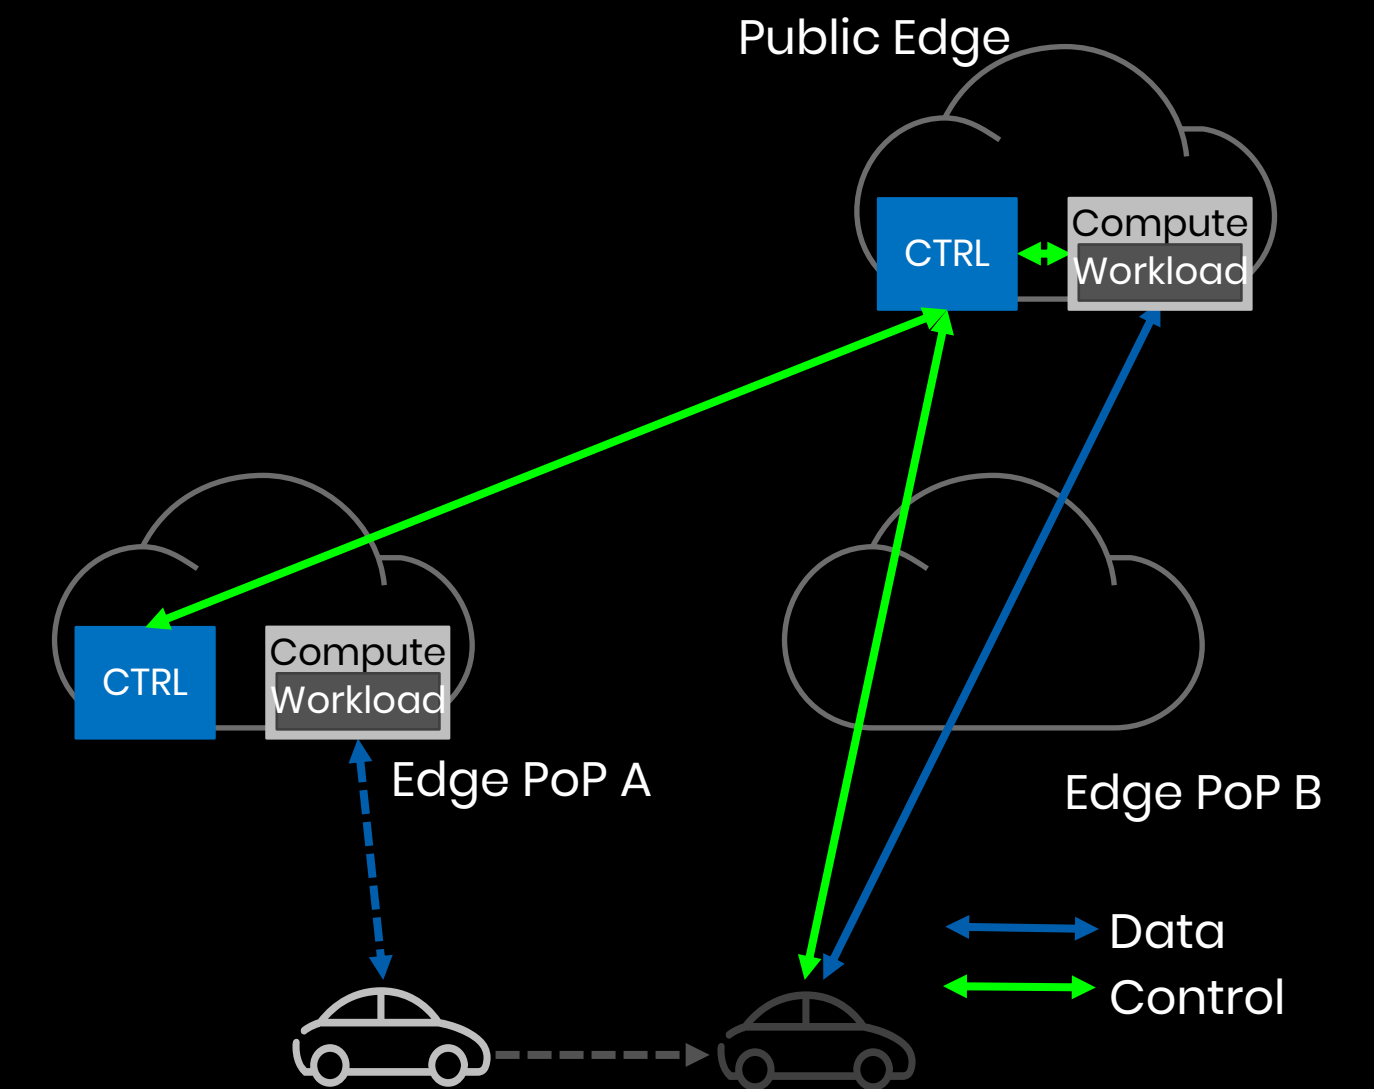 Public Edge
CTRL
Compute
Workload
CTRL
Compute
Workload
Edge PoP A
Edge PoP B
Data
Control